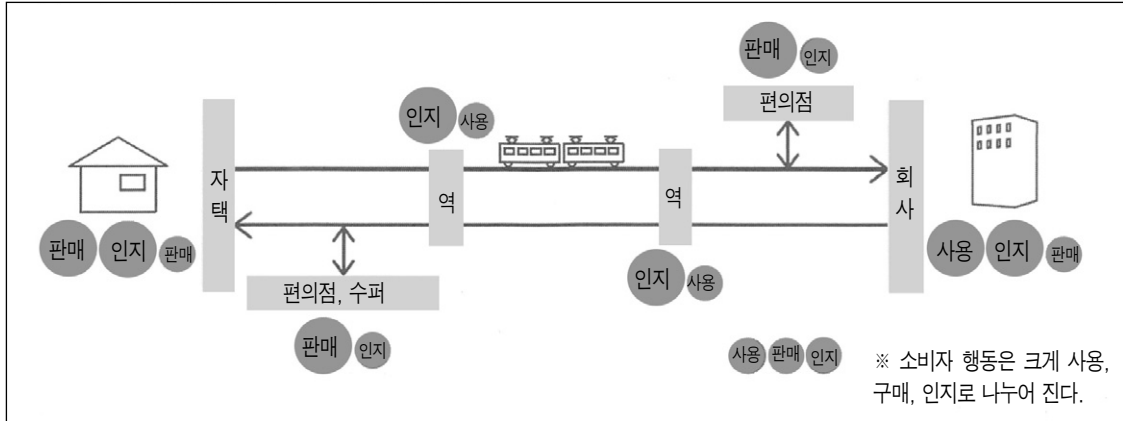 판매 인지
편의점
인지 사용
자택
역
역
회사
판매 인지 판매
사용 인지 판매
인지 사용
편의점, 수퍼
판매 인지
사용 판매 인지
※ 소비자 행동은 크게 사용,
구매, 인지로 나누어 진다.